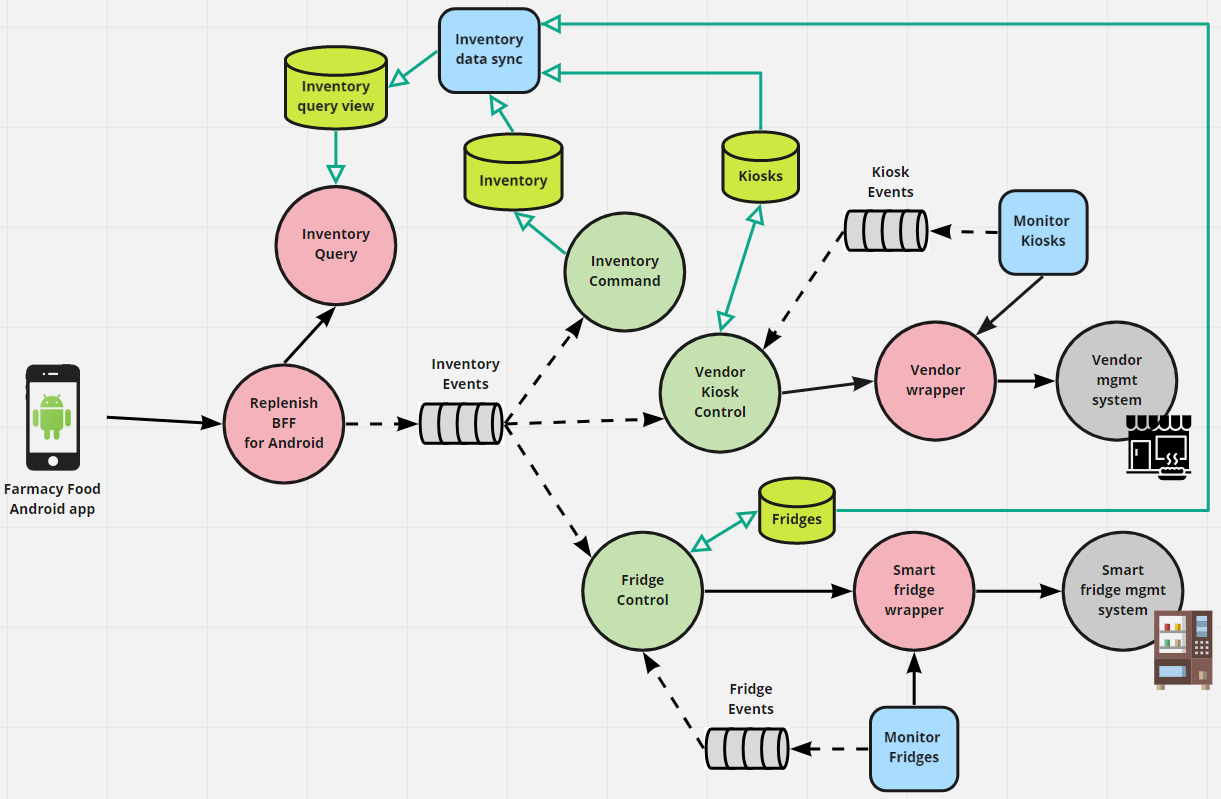 Inventory
data sync
Inventory
query view
Inventory
Kiosks
Kiosk
Events
Monitor
Kiosks
Inventory
Query
Inventory
Command
Inventory
Events
Vendor
Kiosk
Control
Vendor
wrapper
Vendor
mgmt
system
Replenish
BFF
for Android
Farmacy Food
Android app
Fridges
Fridge
Control
Smart
fridge
wrapper
Smart
fridge mgmt
system
Fridge
Events
Monitor
Fridges